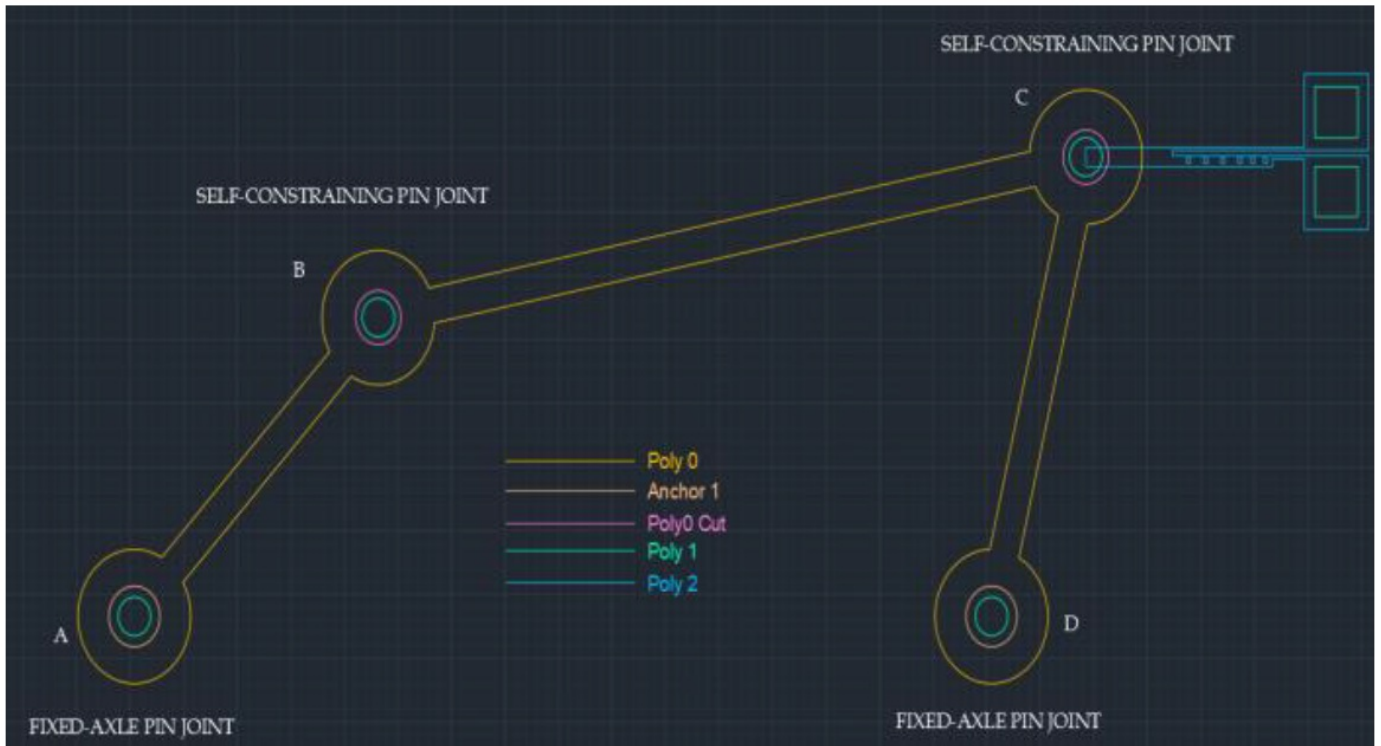 SELF-CONSTRAINING PIN JOINT
C
SELF-CONSTRAINING PIN JOINT
B
Poly 0
Anchor 1
Poly0 Cut
Poly 1
Poly 2
A
D
FIXED-AXLE PIN JOINT
FIXED-AXLE PIN JOINT